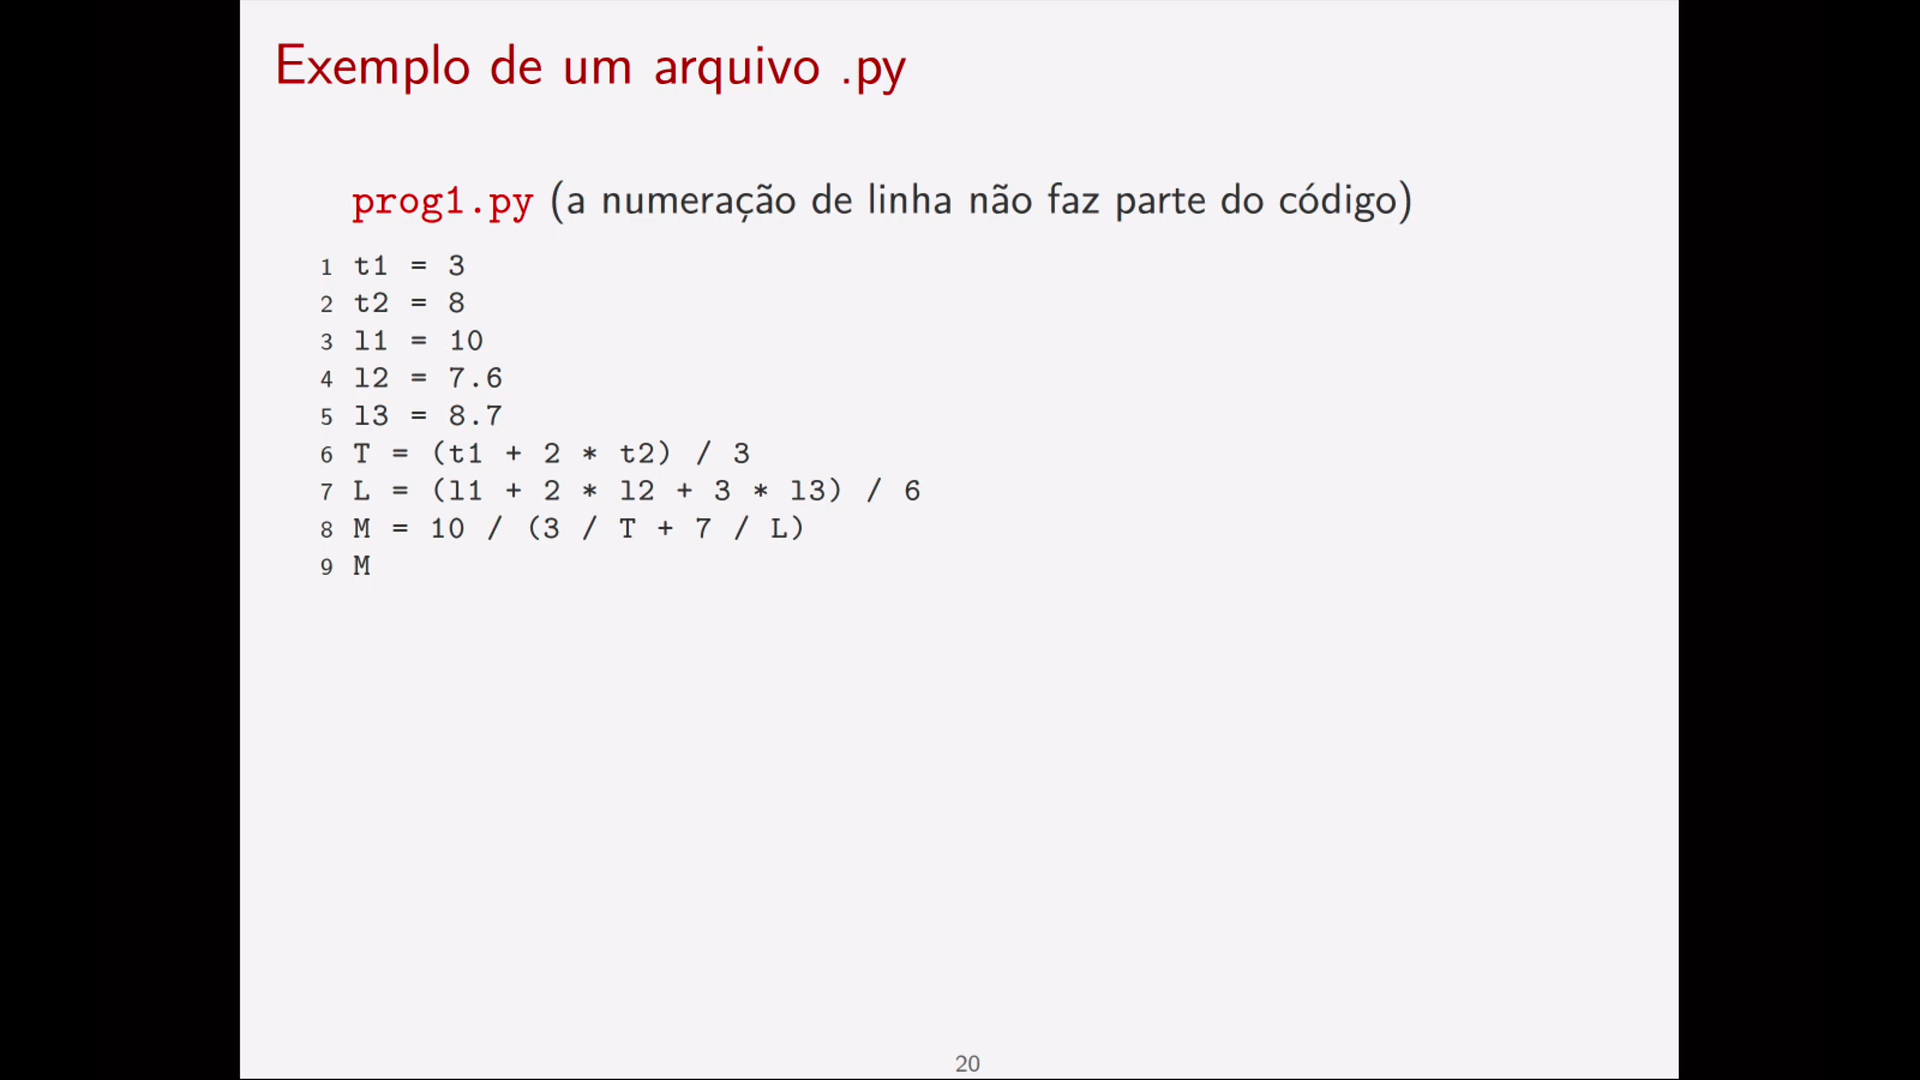 Exemplo de um arquivo .py
prog1.py (a numeração de linha não faz parte do código)
1 t1 = 3
2 t2 = 8
3 l1 = 10
4 l2 = 7.6
5 l3 = 8.7
6 T = (t1 + 2 * t2) / 3
7 L = (l1 + 2 * l2 + 3 * l3) / 6
8 M = 10 / (3 / T + 7 / L)
9 M
20